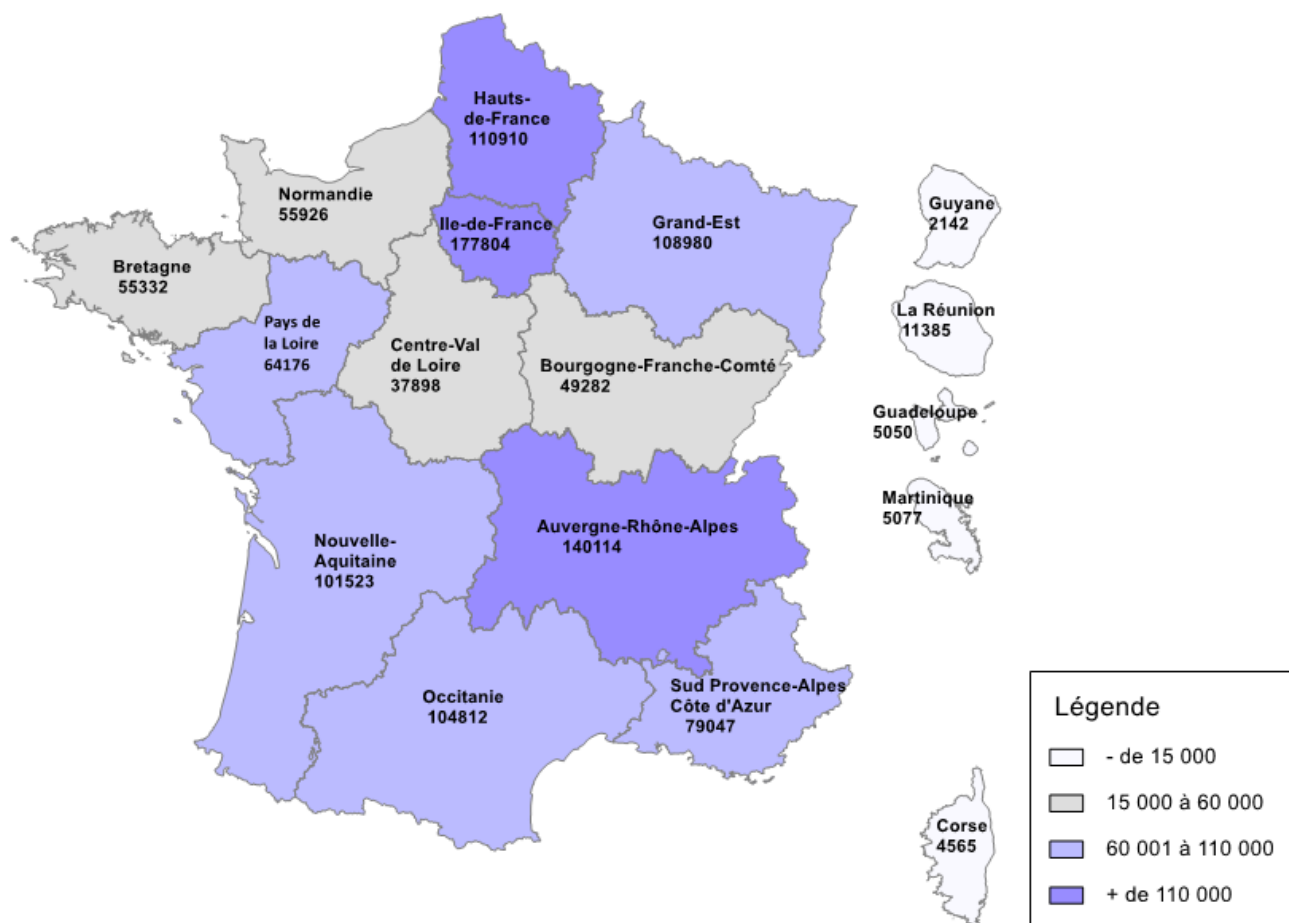 Hauts-
de-France
110910
Normandie
55926
Ile-de-France
177804
Grand-Est
108980
Bretagne
55332
Pays de
la Loire
64176
Centre-Val
de Loire
37898
Bourgogne-Franche-Comté
49282
Nouvelle-
Aquitaine
101523
Auvergne-Rhône-Alpes
140114
Occitanie
104812
Sud Provence-Alpes
Côte d'Azur
79047
Guyane
2142
La Réunion
11385
Guadeloupe
5050
Martinique
5077
Corse
4565
Légende
- de 15 000
15 000 à 60 000
60 001 à 110 000
+ de 110 000